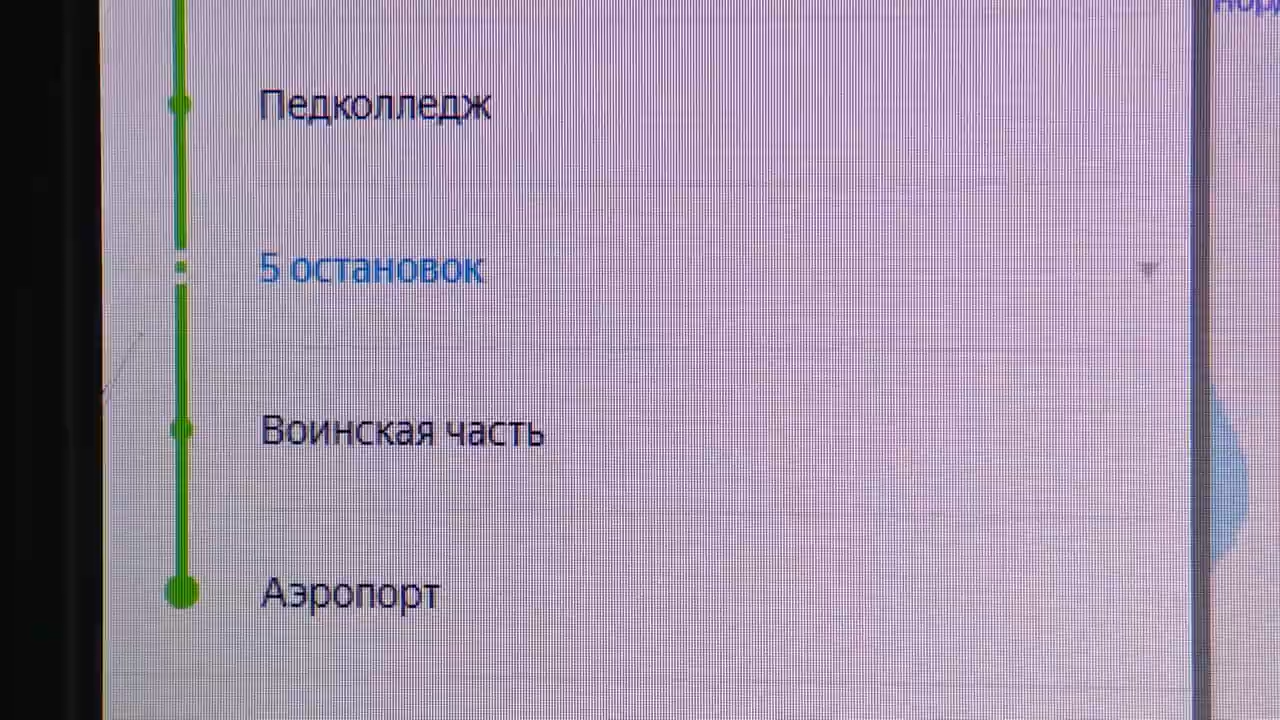 Педколледж
5 остановок
Воинская часть
Аэропорт